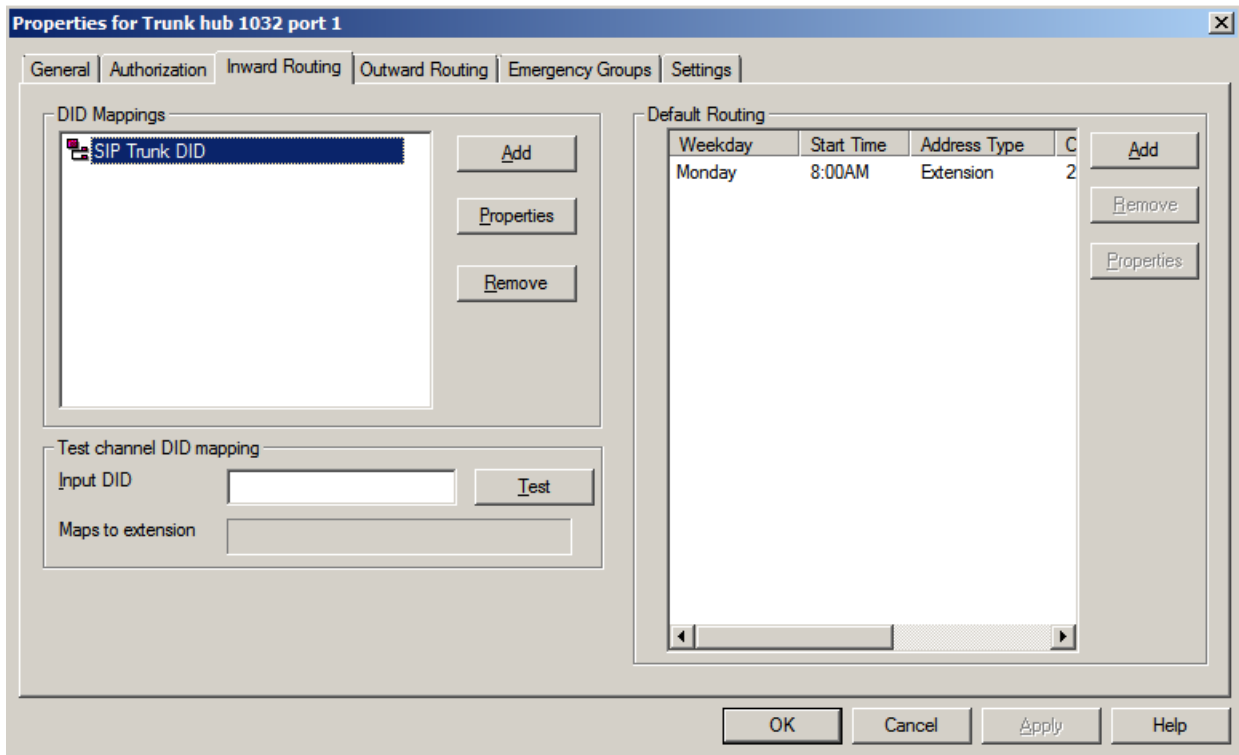 Properties for Trunk hub 1032 port 1
General Authorization Inward Routing Outward Routing Emergency Groups Settings
DID Mappings
SIP Trunk DID
Add
Properties
Remove
Test channel DID mapping
Input DID
Test
Maps to extension
Default Routing
Weekday Start Time Address Type C
Monday 8:00AM Extension 2
Add
Remove
Properties
OK Cancel Apply Help